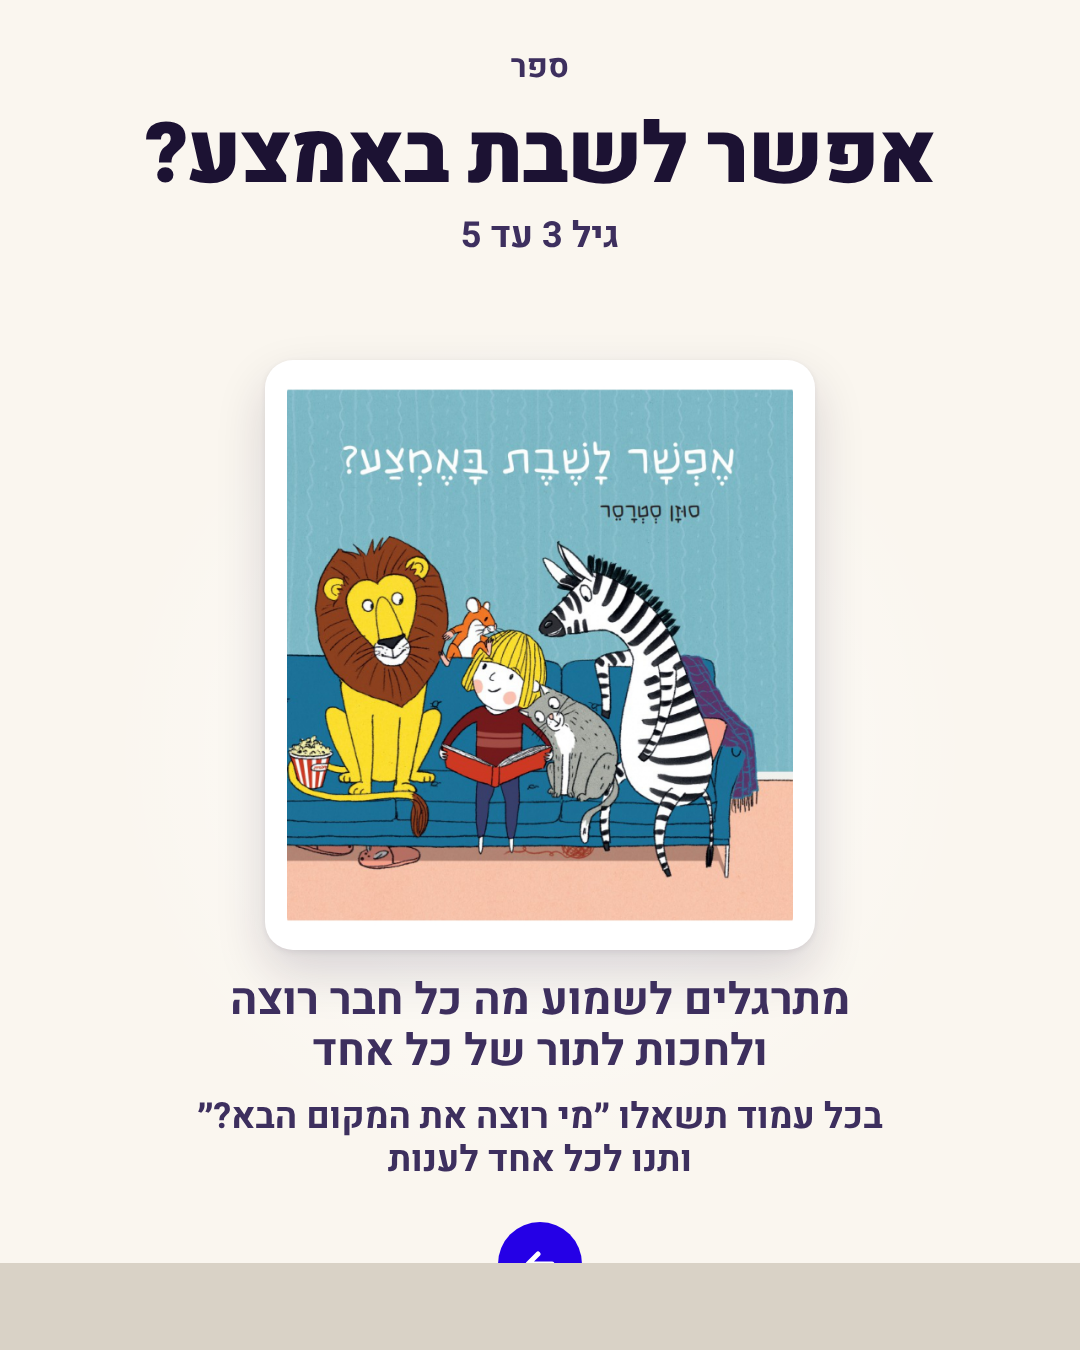 ספר
אפשר לשבת באמצע?
גיל 3 עד 5
אֶפְשָׁר לָשֶׁבֶת בָּאֶמְצַע?
סוּזָן סְטְרָסֵר
מתרגלים לשמוע מה כל חבר רוצה
ולחכות לתור של כל אחד
בכל עמוד תשאלו ״מי רוצה את המקום הבא?״
ותנו לכל אחד לענות